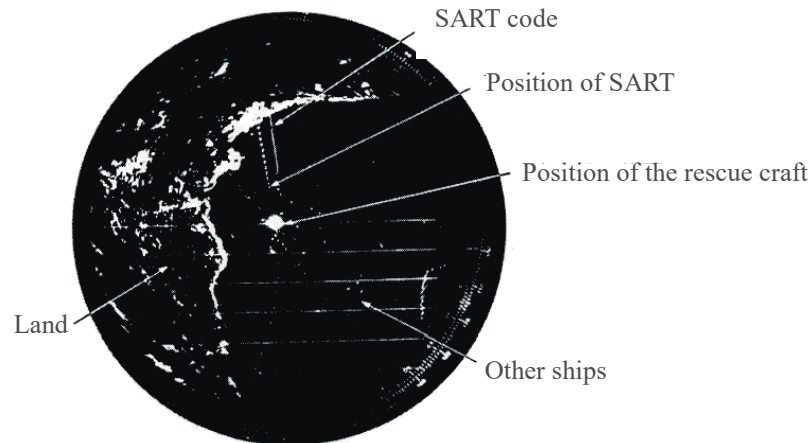 SART code
Position of SART
Position of the rescue craft
Land
Other ships